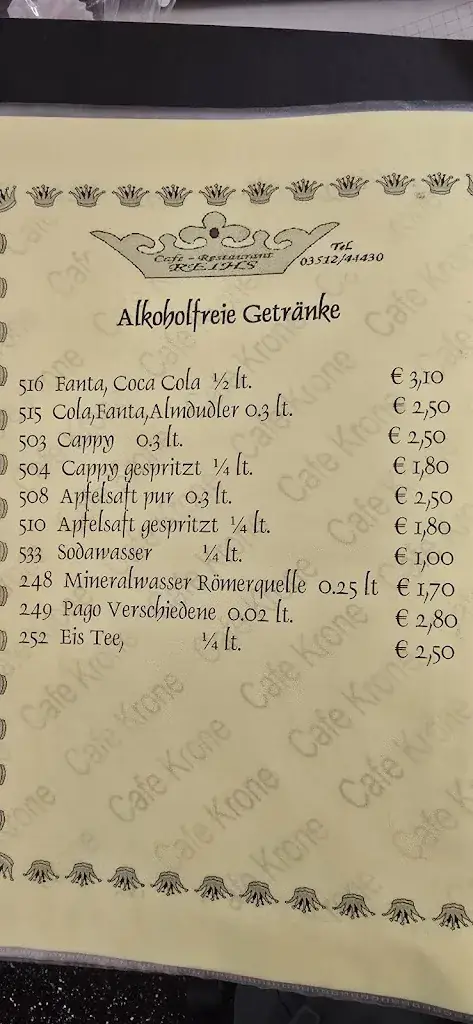 Cafe - Restaurant
REIHS
Tel.
03512/44430
Alkoholfreie Getränke
516 Fanta, Coca Cola ½ lt. € 3,10
515 Cola,Fanta,Almdudler 0.3 lt. € 2,50
503 Cappy 0.3 lt. € 2,50
504 Cappy gespritzt ¼ lt. € 1,80
508 Apfelsaft pur 0.3 lt. € 2,50
510 Apfelsaft gespritzt ¼ lt. € 1,80
533 Sodawasser ¼ lt. € 1,00
248 Mineralwasser Römerquelle 0.25 lt € 1,70
249 Pago Verschiedene 0.02 lt. € 2,80
252 Eis Tee, ¼ lt. € 2,50
Cafe Krone